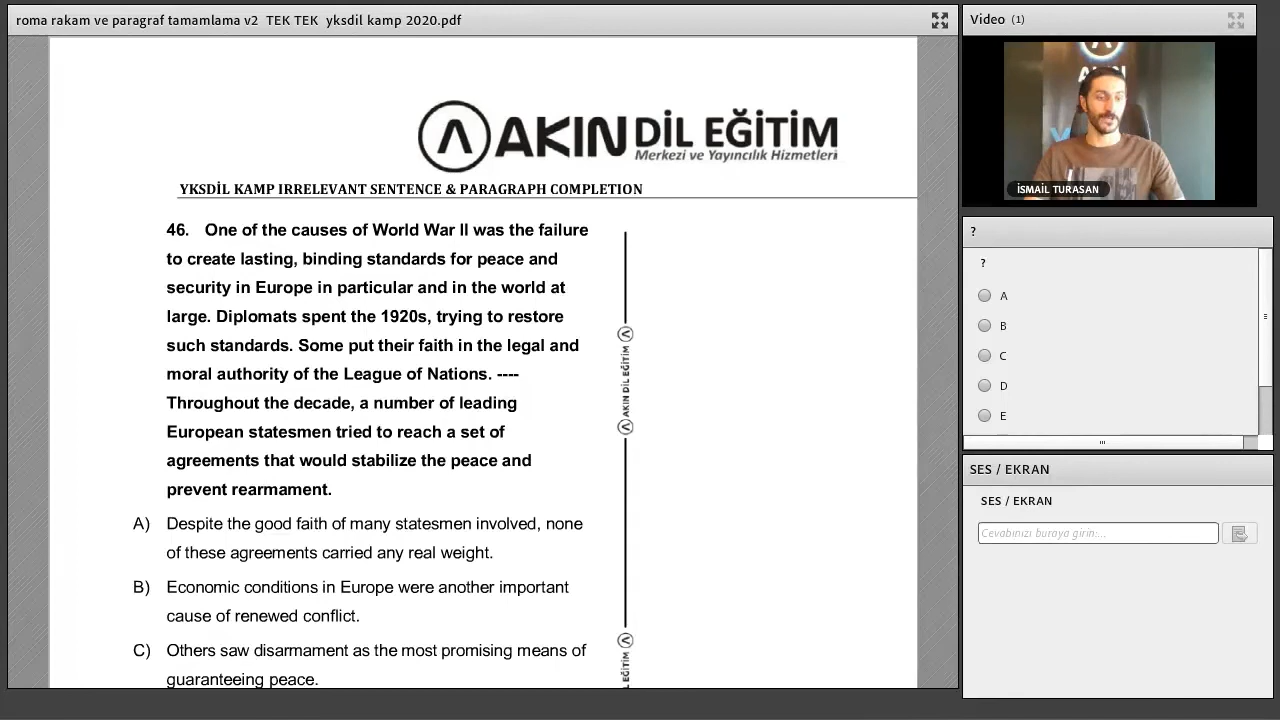 roma rakam ve paragraf tamamlama v2 TEK TEK yksdil kamp 2020.pdf
AKIN DİL EĞİTİM
Merkezi ve Yayıncılık Hizmetleri
YKSDİL KAMP IRRELEVANT SENTENCE & PARAGRAPH COMPLETION
46. One of the causes of World War II was the failure
to create lasting, binding standards for peace and
security in Europe in particular and in the world at
large. Diplomats spent the 1920s, trying to restore
such standards. Some put their faith in the legal and
moral authority of the League of Nations. ----
Throughout the decade, a number of leading
European statesmen tried to reach a set of
agreements that would stabilize the peace and
prevent rearmament.
A) Despite the good faith of many statesmen involved, none
of these agreements carried any real weight.
B) Economic conditions in Europe were another important
cause of renewed conflict.
C) Others saw disarmament as the most promising means of
guaranteeing peace.
AKIN DİL EĞİTİM
L EĞİTİM
Video (1)
İSMAİL TURASAN
?
?
A
B
C
D
E
SES / EKRAN
SES / EKRAN
Cevabınızı buraya girin:...